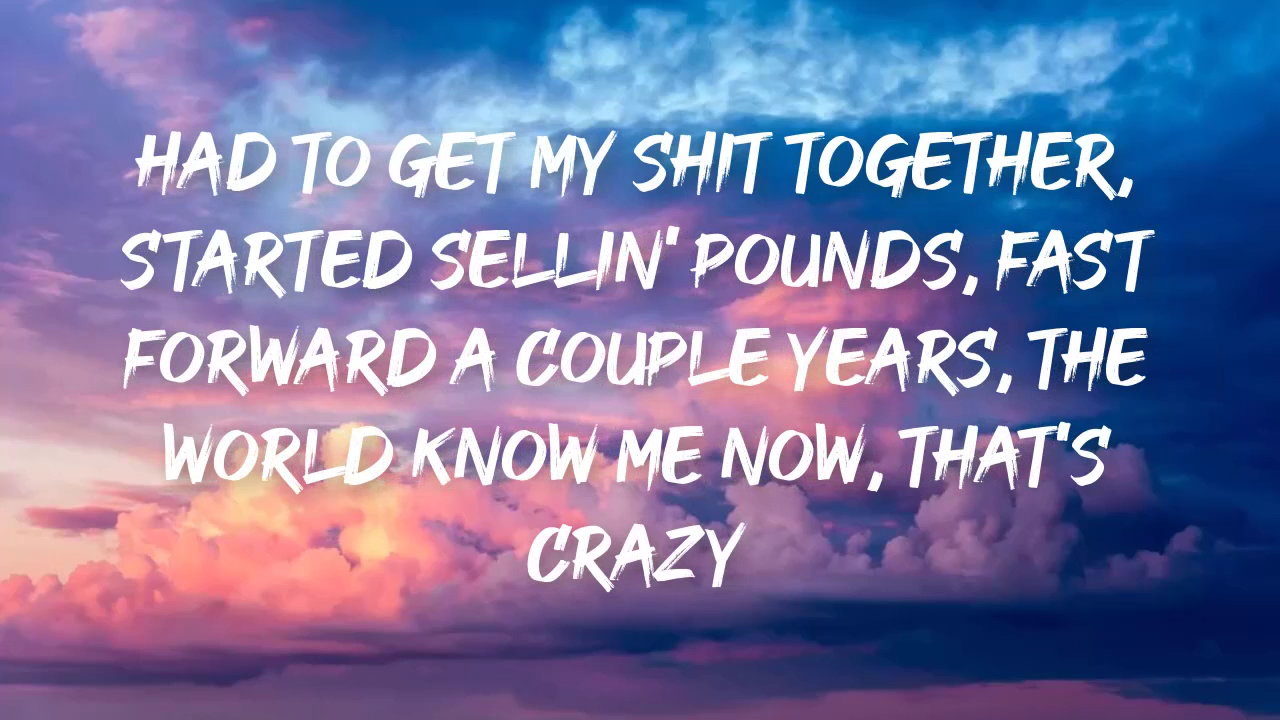 HAD TO GET MY SHIT TOGETHER,
STARTED SELLIN' POUNDS, FAST
FORWARD A COUPLE YEARS, THE
WORLD KNOW ME NOW, THAT'S
CRAZY